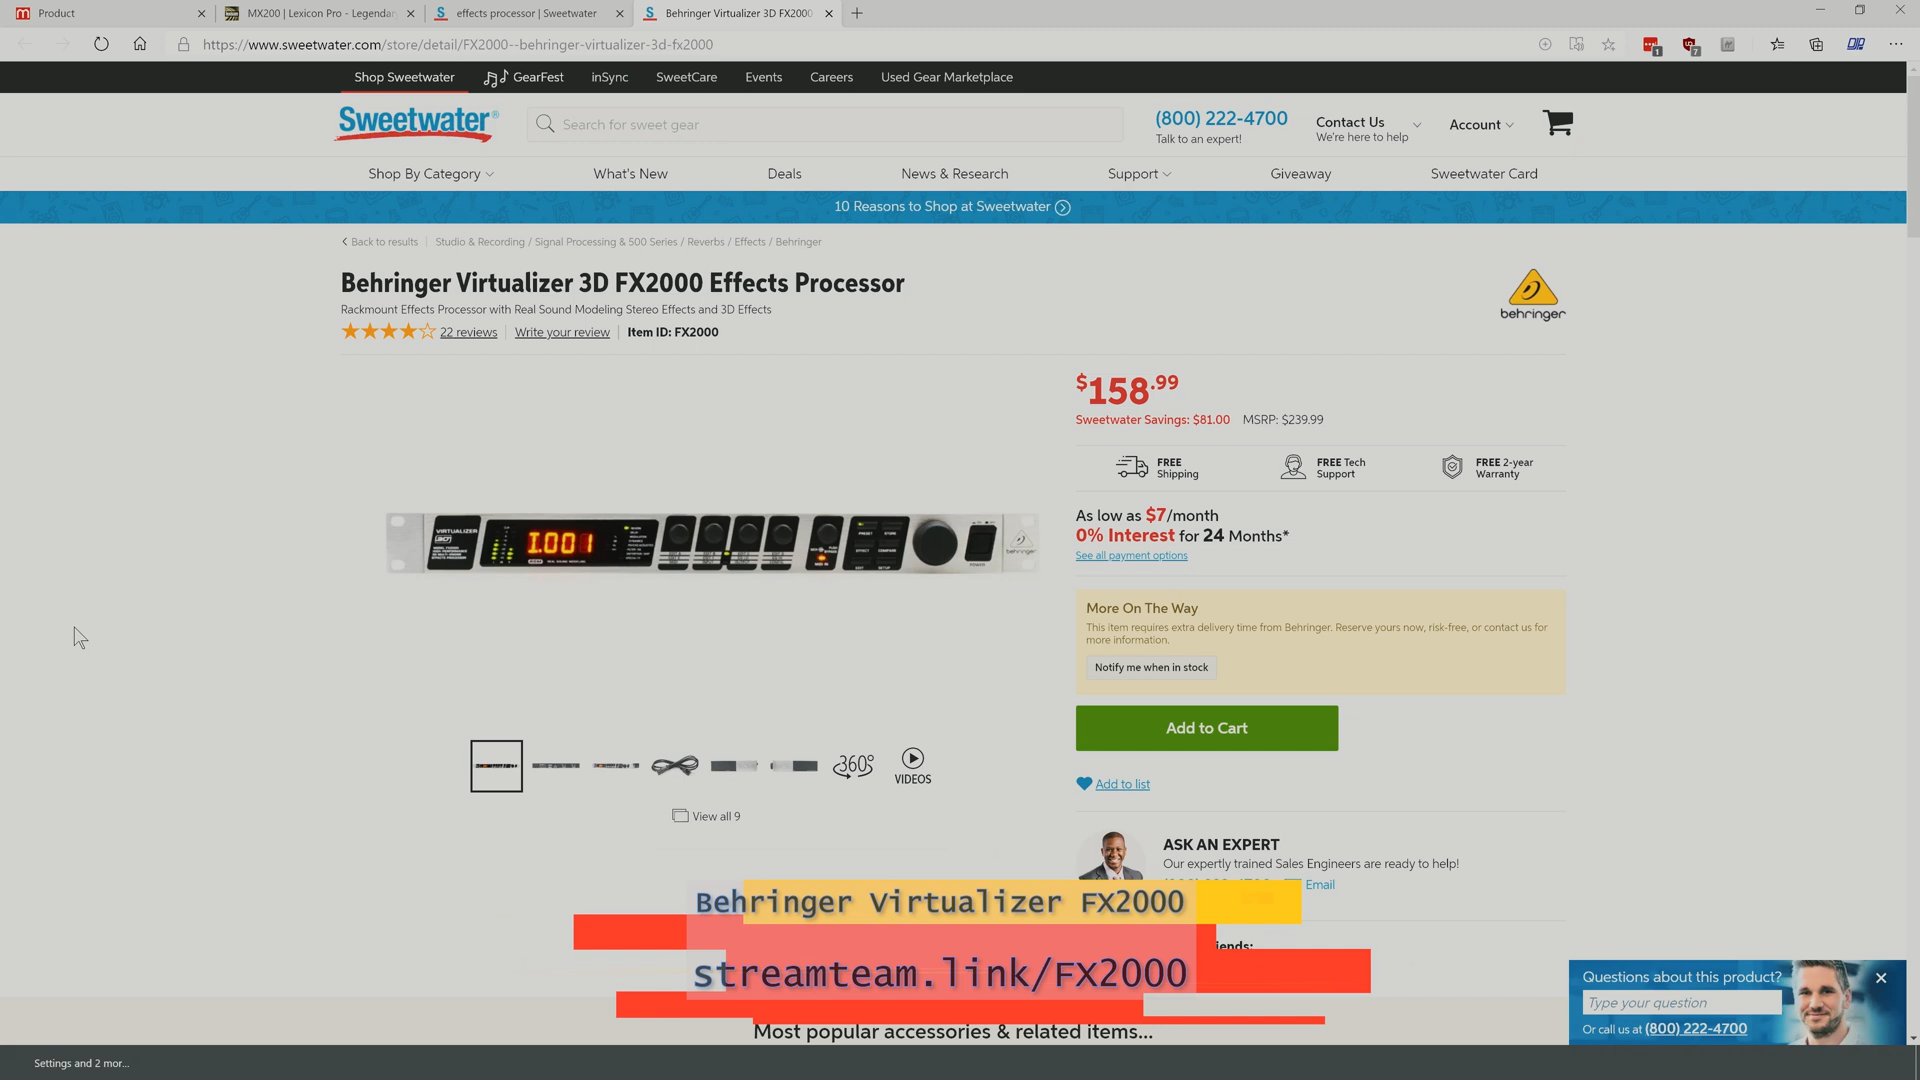 Product
MX200 | Lexicon Pro - Legendar
effects processor | Sweetwater
Behringer Virtualizer 3D FX2000
https://www.sweetwater.com/store/detail/FX2000--behringer-virtualizer-3d-fx2000
1
7
Shop Sweetwater
GearFest
inSync
SweetCare
Events
Careers
Used Gear Marketplace
Sweetwater®
Search for sweet gear
(800) 222-4700
Talk to an expert!
Contact Us
We're here to help
Account
Shop By Category
What's New
Deals
News & Research
Support
Giveaway
Sweetwater Card
10 Reasons to Shop at Sweetwater
Back to results
Studio & Recording / Signal Processing & 500 Series / Reverbs / Effects / Behringer
Behringer Virtualizer 3D FX2000 Effects Processor
Rackmount Effects Processor with Real Sound Modeling Stereo Effects and 3D Effects
22 reviews
Write your review
Item ID: FX2000
behringer
$158.99
Sweetwater Savings: $81.00 MSRP: $239.99
FREE
Shipping
FREE Tech
Support
FREE 2-year
Warranty
As low as $7/month
0% Interest for 24 Months*
See all payment options
VIRTUALIZER
1.001
behringer
More On The Way
This item requires extra delivery time from Behringer. Reserve yours now, risk-free, or contact us for
more information.
Notify me when in stock
Add to Cart
360°
VIDEOS
View all 9
Add to list
ASK AN EXPERT
Our expertly trained Sales Engineers are ready to help!
Email
Behringer Virtualizer FX2000
iends:
streamteam.link/FX2000
Most popular accessories & related items...
Questions about this product?
Type your question
Or call us at (800) 222-4700
Settings and 2 mor...